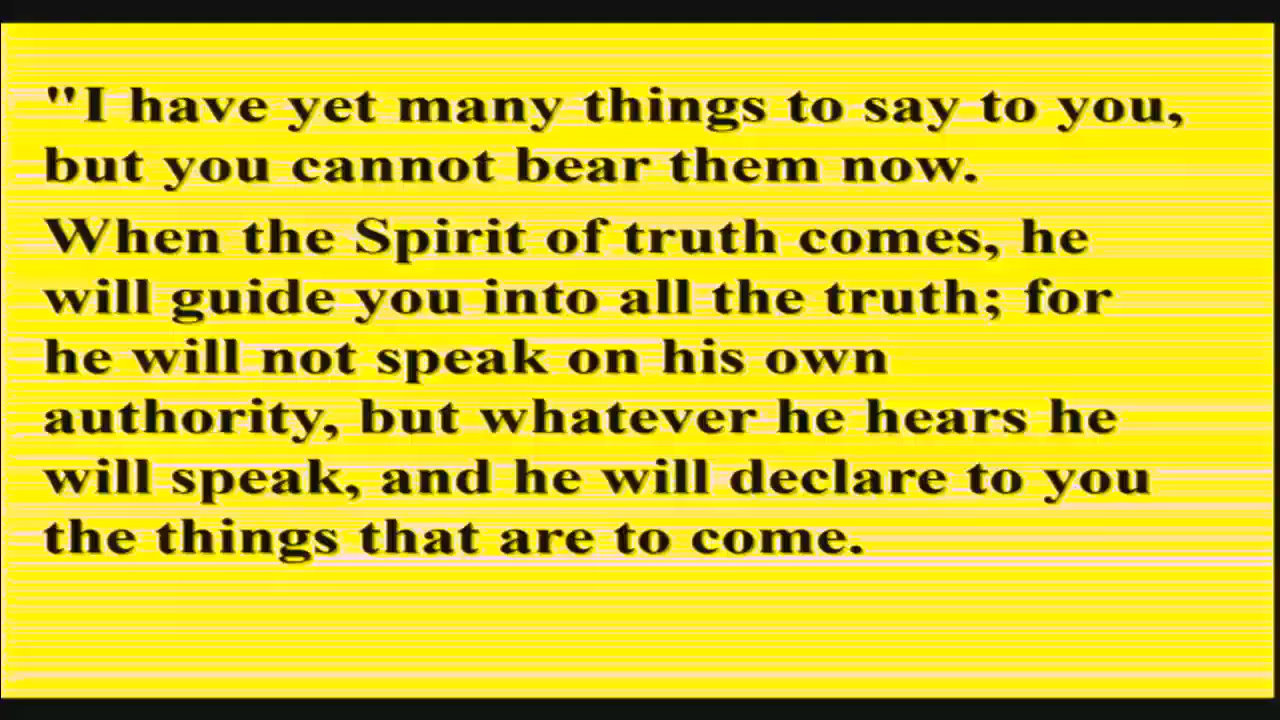 "I have yet many things to say to you,
but you cannot bear them now.
When the Spirit of truth comes, he
will guide you into all the truth; for
he will not speak on his own
authority, but whatever he hears he
will speak, and he will declare to you
the things that are to come.